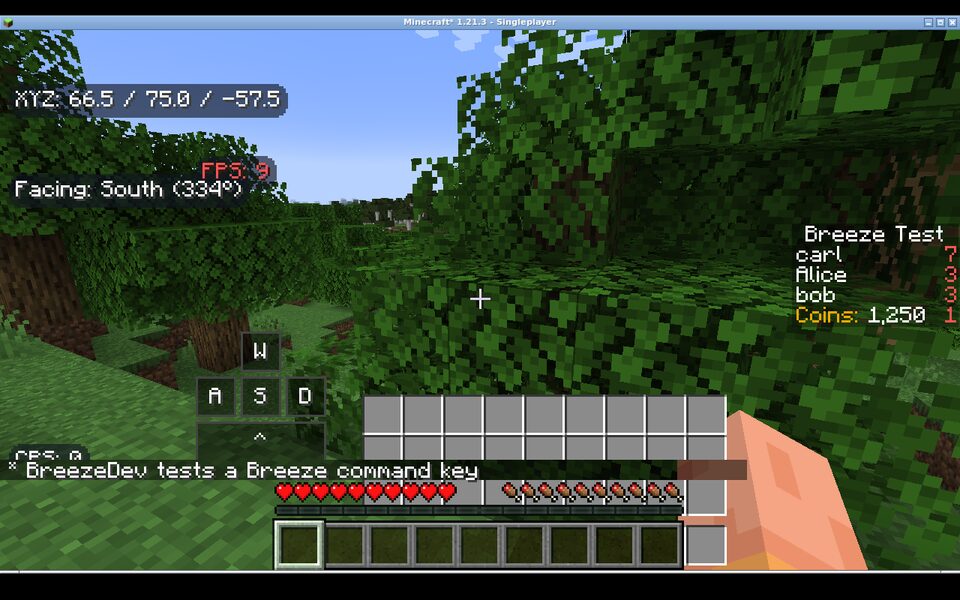 Minecraft* 1.21.3 - Singleplayer
XYZ: 66.5 / 75.0 / -57.5
FPS: 9
Facing: South (334°)
Breeze Test
carl 7
Alice 3
bob 3
Coins: 1,250 1
W
A S D
^
CPS: 0
* BreezeDev tests a Breeze command key